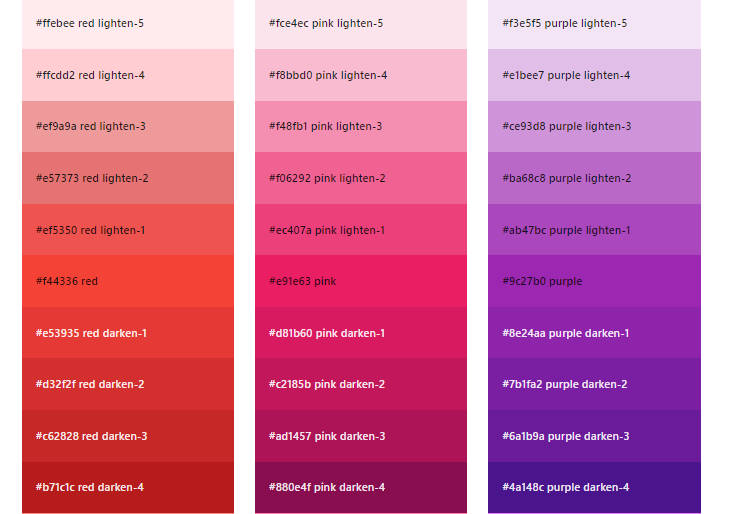 #ffebee red lighten-5
#ffcdd2 red lighten-4
#ef9a9a red lighten-3
#e57373 red lighten-2
#ef5350 red lighten-1
#f44336 red
#e53935 red darken-1
#d32f2f red darken-2
#c62828 red darken-3
#b71c1c red darken-4
#fce4ec pink lighten-5
#f8bbd0 pink lighten-4
#f48fb1 pink lighten-3
#f06292 pink lighten-2
#ec407a pink lighten-1
#e91e63 pink
#d81b60 pink darken-1
#c2185b pink darken-2
#ad1457 pink darken-3
#880e4f pink darken-4
#f3e5f5 purple lighten-5
#e1bee7 purple lighten-4
#ce93d8 purple lighten-3
#ba68c8 purple lighten-2
#ab47bc purple lighten-1
#9c27b0 purple
#8e24aa purple darken-1
#7b1fa2 purple darken-2
#6a1b9a purple darken-3
#4a148c purple darken-4